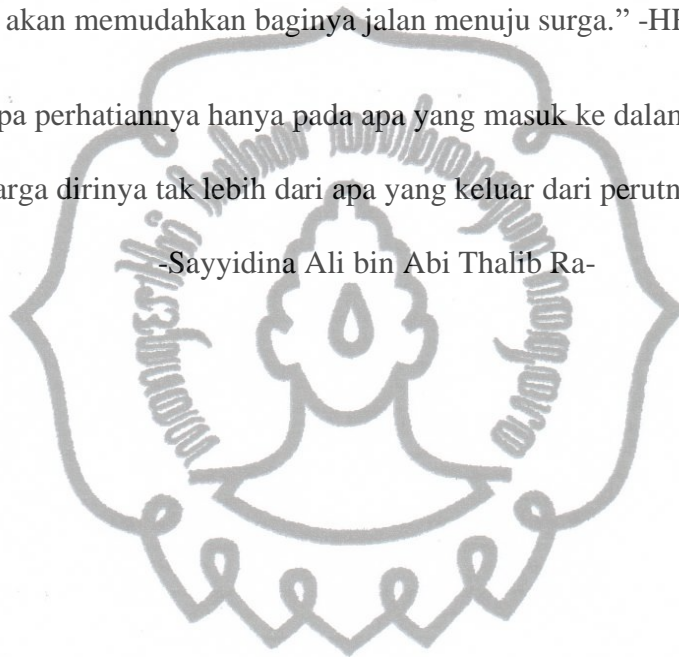 akan memudahkan baginya jalan menuju surga.” -H
pa perhatiannya hanya pada apa yang masuk ke dalam
arga dirinya tak lebih dari apa yang keluar dari perutn
-Sayyidina Ali bin Abi Thalib Ra-